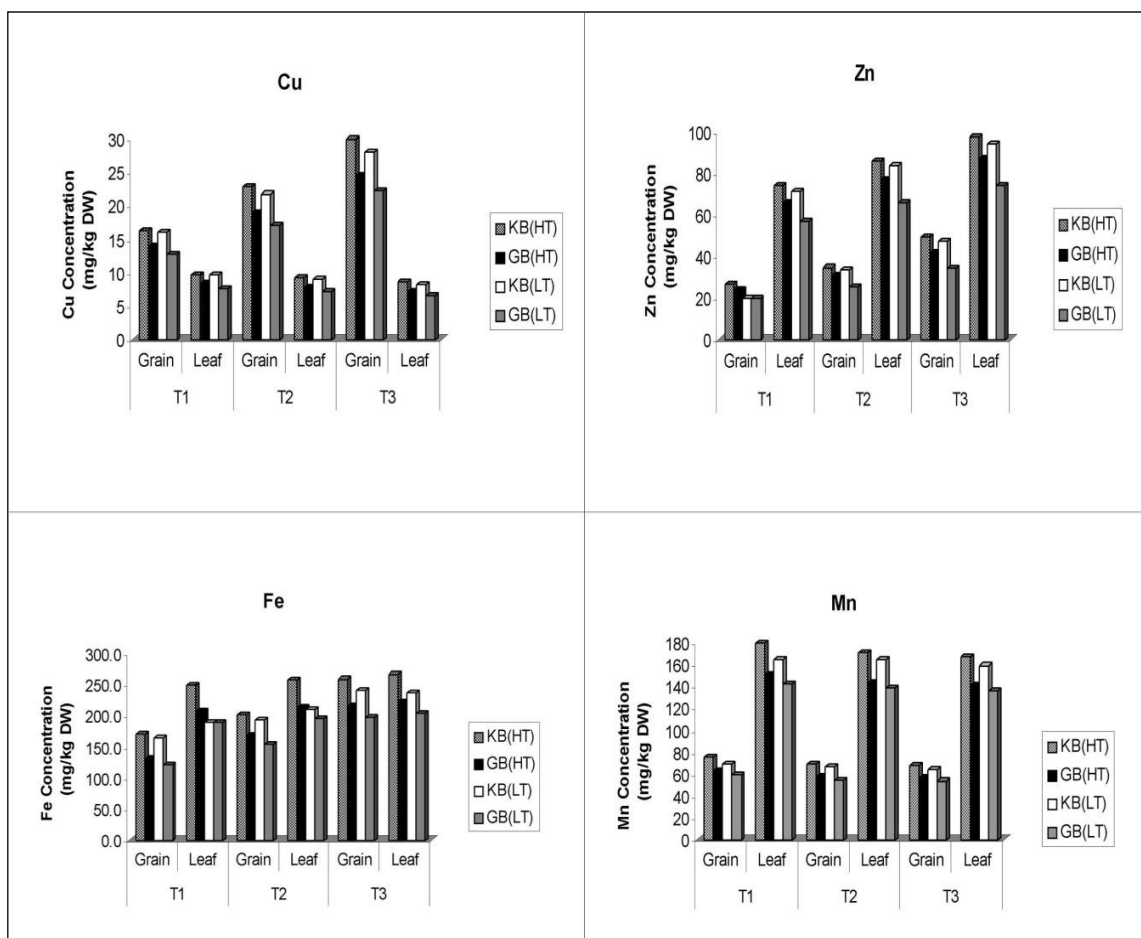 Cu
Cu Concentration
(mg/kg DW)
30
25
20
15
10
5
0
Grain Leaf Grain Leaf Grain Leaf
T1 T2 T3
KB(HT)
GB(HT)
KB(LT)
GB(LT)
Zn
Zn Concentration
(mg/kg DW)
100
80
60
40
20
0
Grain Leaf Grain Leaf Grain Leaf
T1 T2 T3
KB(HT)
GB(HT)
KB(LT)
GB(LT)
Fe
Fe Concentration
(mg/kg DW)
300.0
250.0
200.0
150.0
100.0
50.0
0.0
Grain Leaf Grain Leaf Grain Leaf
T1 T2 T3
KB(HT)
GB(HT)
KB(LT)
GB(LT)
Mn
Mn Concentration
(mg/kg DW)
180
160
140
120
100
80
60
40
20
0
Grain Leaf Grain Leaf Grain Leaf
T1 T2 T3
KB(HT)
GB(HT)
KB(LT)
GB(LT)